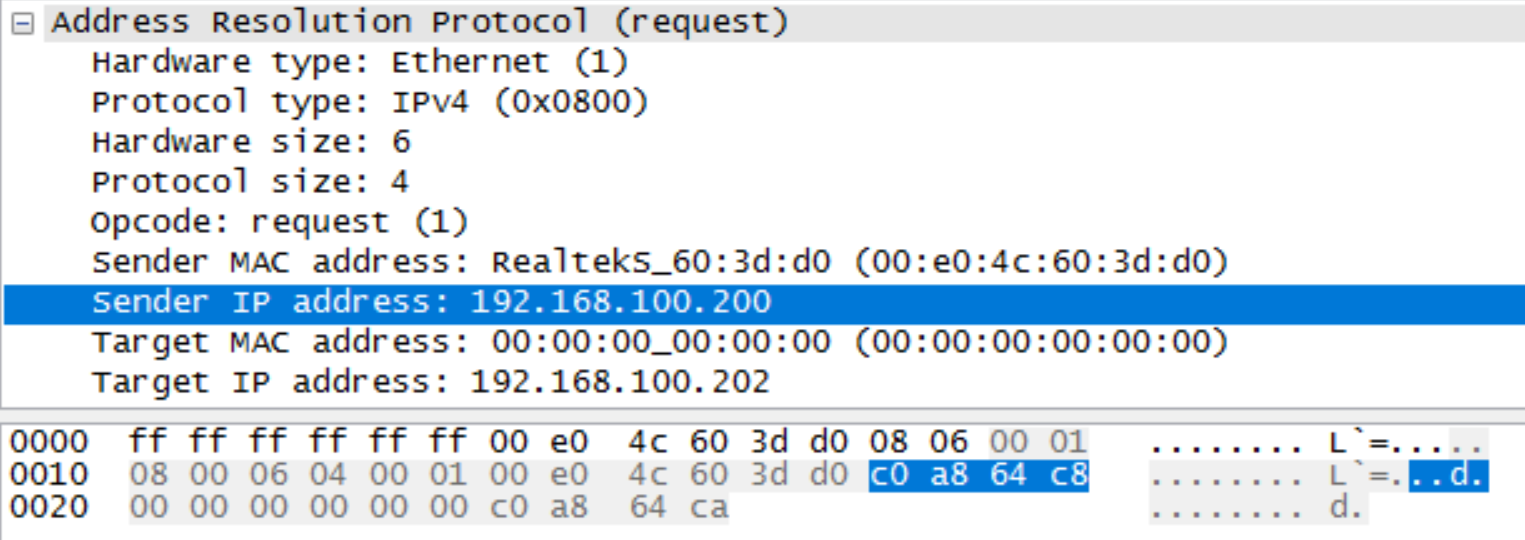 Address Resolution Protocol (request)
Hardware type: Ethernet (1)
Protocol type: IPv4 (0x0800)
Hardware size: 6
Protocol size: 4
Opcode: request (1)
Sender MAC address: RealtekS_60:3d:d0 (00:e0:4c:60:3d:d0)
Sender IP address: 192.168.100.200
Target MAC address: 00:00:00_00:00:00 (00:00:00:00:00:00)
Target IP address: 192.168.100.202
0000 ff ff ff ff ff ff 00 e0 4c 60 3d d0 08 06 00 01 ........ L`=.....
0010 08 00 06 04 00 01 00 e0 4c 60 3d d0 c0 a8 64 c8 ........ L`=...d.
0020 00 00 00 00 00 00 c0 a8 64 ca ........ d.